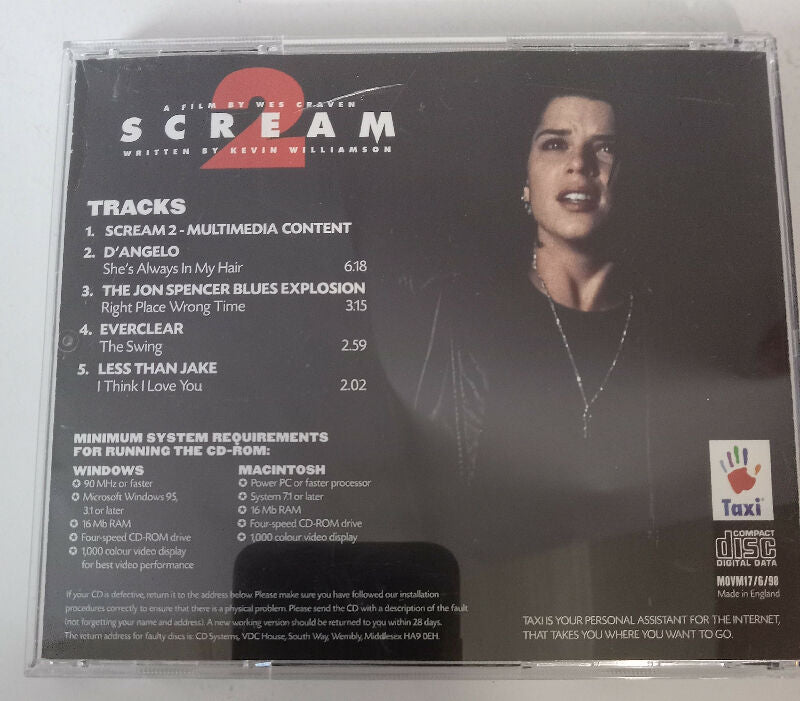 A FILM BY WES CRAVEN
SCREAM 2
WRITTEN BY KEVIN WILLIAMSON
TRACKS
1. SCREAM 2 - MULTIMEDIA CONTENT
2. D'ANGELO
She's Always In My Hair 6.18
3. THE JON SPENCER BLUES EXPLOSION
Right Place Wrong Time 3.15
4. EVERCLEAR
The Swing 2.59
5. LESS THAN JAKE
I Think I Love You 2.02
MINIMUM SYSTEM REQUIREMENTS
FOR RUNNING THE CD-ROM:
WINDOWS
90 MHz or faster
Microsoft Windows 95,
3.1 or later
16 Mb RAM
Four-speed CD-ROM drive
1,000 colour video display
for best video performance
MACINTOSH
Power PC or faster processor
System 7.1 or later
16 Mb RAM
Four-speed CD-ROM drive
1,000 colour video display
If your CD is defective, return it to the address below. Please make sure you have followed our installation
procedures correctly to ensure that there is a physical problem. Please send the CD with a description of the fault
(not forgetting your name and address). A new working version should be returned to you within 28 days.
The return address for faulty discs is: CD Systems, VDC House, South Way, Wembly, Middlesex HA9 0EH.
Taxi
COMPACT
disc
DIGITAL DATA
MOVM17/6/98
Made in England
TAXI IS YOUR PERSONAL ASSISTANT FOR THE INTERNET,
THAT TAKES YOU WHERE YOU WANT TO GO.